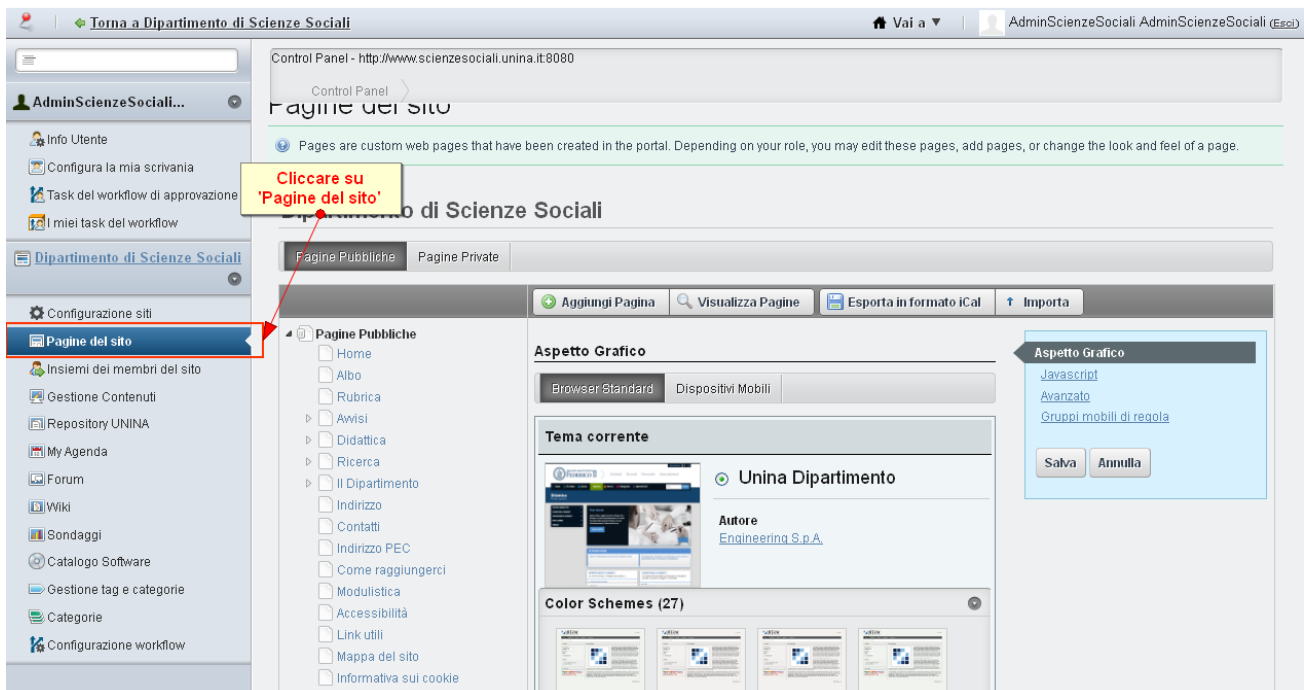 Torna a Dipartimento di Scienze Sociali
Vai a ▼
AdminScienzeSociali AdminScienzeSociali (Esci)
Control Panel - http://www.scienzesociali.unina.it:8080
Control Panel
AdminScienzeSociali...
Pagine del sito
Info Utente
Configura la mia scrivania
Task del workflow di approvazione
I miei task del workflow
Pages are custom web pages that have been created in the portal. Depending on your role, you may edit these pages, add pages, or change the look and feel of a page.
Cliccare su
'Pagine del sito'
Dipartimento di Scienze Sociali
Dipartimento di Scienze Sociali
Pagine Pubbliche
Pagine Private
Configurazione siti
Pagine del sito
Insiemi dei membri del sito
Gestione Contenuti
Repository UNINA
My Agenda
Forum
Wiki
Sondaggi
Catalogo Software
Gestione tag e categorie
Categorie
Configurazione workflow
Aggiungi Pagina
Visualizza Pagine
Esporta in formato iCal
Importa
Pagine Pubbliche
Home
Albo
Rubrica
Avvisi
Didattica
Ricerca
Il Dipartimento
Indirizzo
Contatti
Indirizzo PEC
Come raggiungerci
Modulistica
Accessibilità
Link utili
Mappa del sito
Informativa sui cookie
Aspetto Grafico
Browser Standard
Dispositivi Mobili
Tema corrente
Unina Dipartimento
Autore
Engineering S.p.A.
Color Schemes (27)
Aspetto Grafico
Javascript
Avanzato
Gruppi mobili di regola
Salva
Annulla